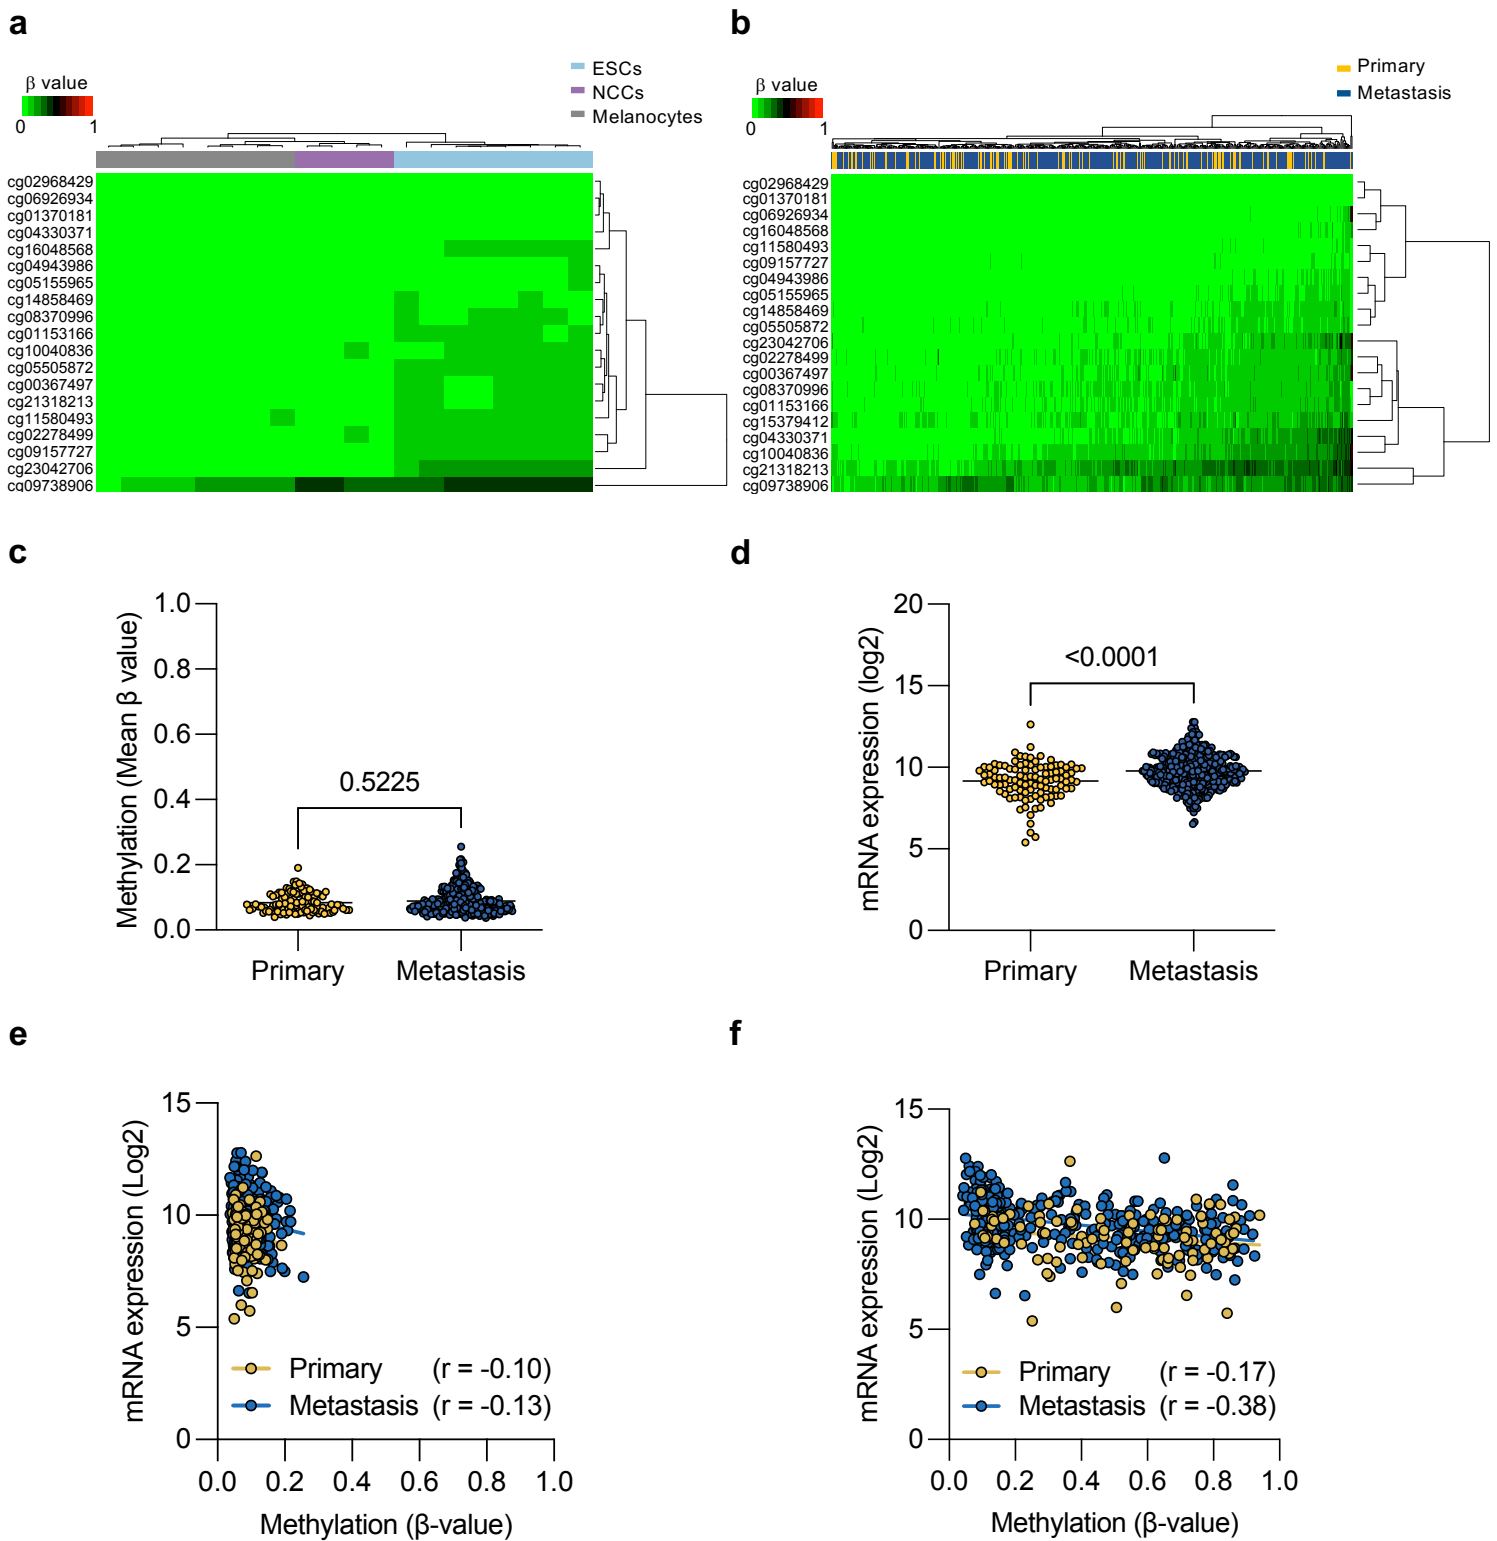 a
β value
0 1
ESCs
NCCs
Melanocytes
cg02968429
cg06926934
cg01370181
cg04330371
cg16048568
cg04943986
cg05155965
cg14858469
cg08370996
cg01153166
cg10040836
cg05505872
cg00367497
cg21318213
cg11580493
cg02278499
cg09157727
cg23042706
cg09738906
b
β value
0 1
Primary
Metastasis
cg02968429
cg01370181
cg06926934
cg16048568
cg11580493
cg09157727
cg04943986
cg05155965
cg14858469
cg05505872
cg23042706
cg02278499
cg00367497
cg08370996
cg01153166
cg15379412
cg04330371
cg10040836
cg21318213
cg09738906
c
Methylation (Mean β value)
1.0
0.8
0.6
0.4
0.2
0.0
0.5225
Primary Metastasis
d
mRNA expression (log2)
20
15
10
5
0
<0.0001
Primary Metastasis
e
mRNA expression (Log2)
15
10
5
0
Primary (r = -0.10)
Metastasis (r = -0.13)
0.0 0.2 0.4 0.6 0.8 1.0
Methylation (β-value)
f
mRNA expression (Log2)
15
10
5
0
Primary (r = -0.17)
Metastasis (r = -0.38)
0.0 0.2 0.4 0.6 0.8 1.0
Methylation (β-value)